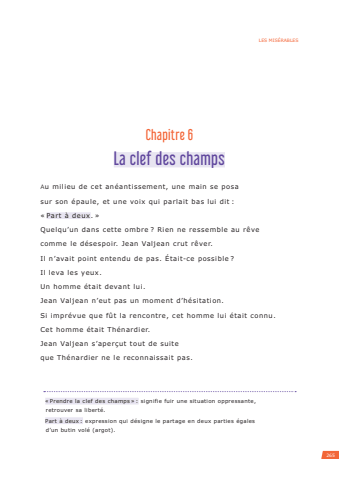 LES MISÉRABLES
Chapitre 6
La clef des champs
Au milieu de cet anéantissement, une main se posa
sur son épaule, et une voix qui parlait bas lui dit :
« Part à deux. »
Quelqu'un dans cette ombre ? Rien ne ressemble au rêve
comme le désespoir. Jean Valjean crut rêver.
Il n'avait point entendu de pas. Était-ce possible ?
Il leva les yeux.
Un homme était devant lui.
Jean Valjean n'eut pas un moment d'hésitation.
Si imprévue que fût la rencontre, cet homme lui était connu.
Cet homme était Thénardier.
Jean Valjean s'aperçut tout de suite
que Thénardier ne le reconnaissait pas.
« Prendre la clef des champs » : signifie fuir une situation oppressante,
retrouver sa liberté.
Part à deux : expression qui désigne le partage en deux parties égales
d'un butin volé (argot).